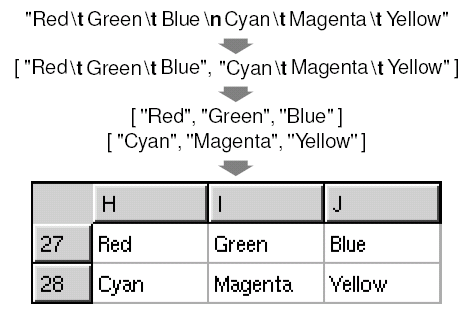 "Red\t Green\t Blue \n Cyan\t Magenta\t Yellow"
[ "Red\t Green\t Blue", "Cyan\t Magenta\t Yellow" ]
[ "Red", "Green", "Blue" ]
[ "Cyan", "Magenta", "Yellow" ]
H I J
27 Red Green Blue
28 Cyan Magenta Yellow